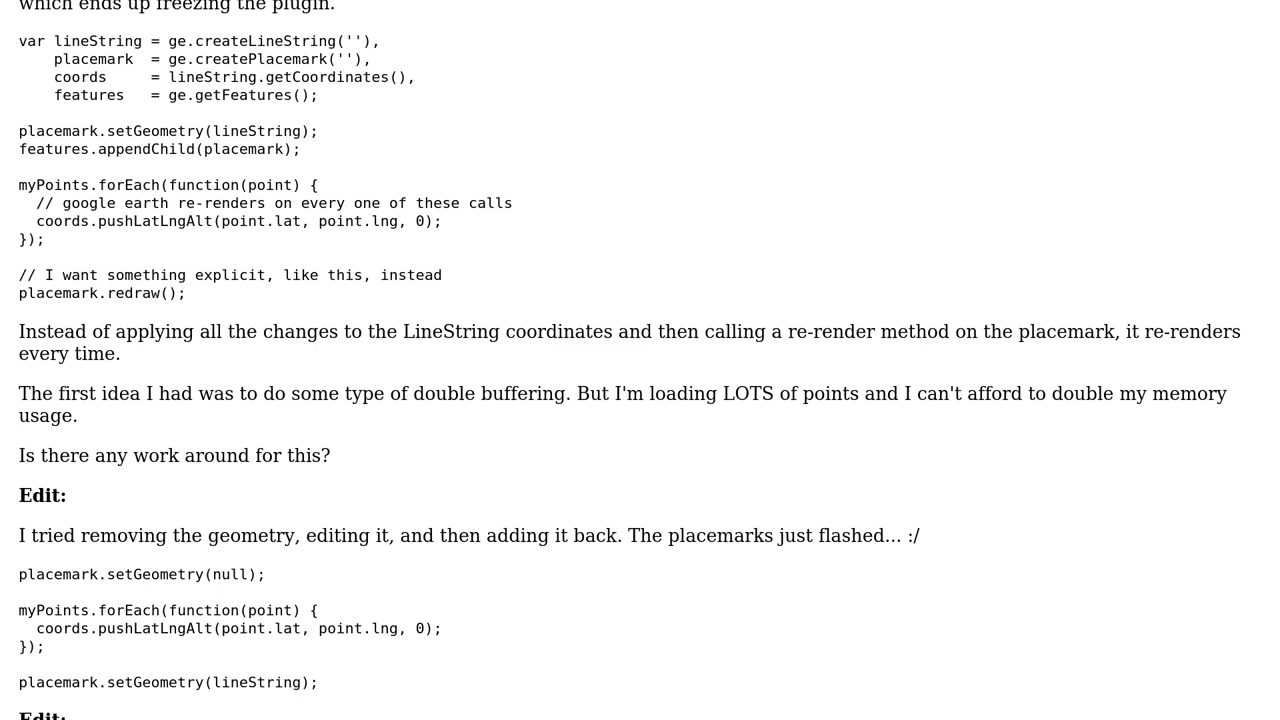 which ends up freezing the plugin.
var lineString = ge.createLineString(''),
    placemark  = ge.createPlacemark(''),
    coords     = lineString.getCoordinates(),
    features   = ge.getFeatures();
placemark.setGeometry(lineString);
features.appendChild(placemark);
myPoints.forEach(function(point) {
  // google earth re-renders on every one of these calls
  coords.pushLatLngAlt(point.lat, point.lng, 0);
});
// I want something explicit, like this, instead
placemark.redraw();
Instead of applying all the changes to the LineString coordinates and then calling a re-render method on the placemark, it re-renders
every time.
The first idea I had was to do some type of double buffering. But I'm loading LOTS of points and I can't afford to double my memory
usage.
Is there any work around for this?
Edit:
I tried removing the geometry, editing it, and then adding it back. The placemarks just flashed... :/
placemark.setGeometry(null);
myPoints.forEach(function(point) {
  coords.pushLatLngAlt(point.lat, point.lng, 0);
});
placemark.setGeometry(lineString);
Edit: